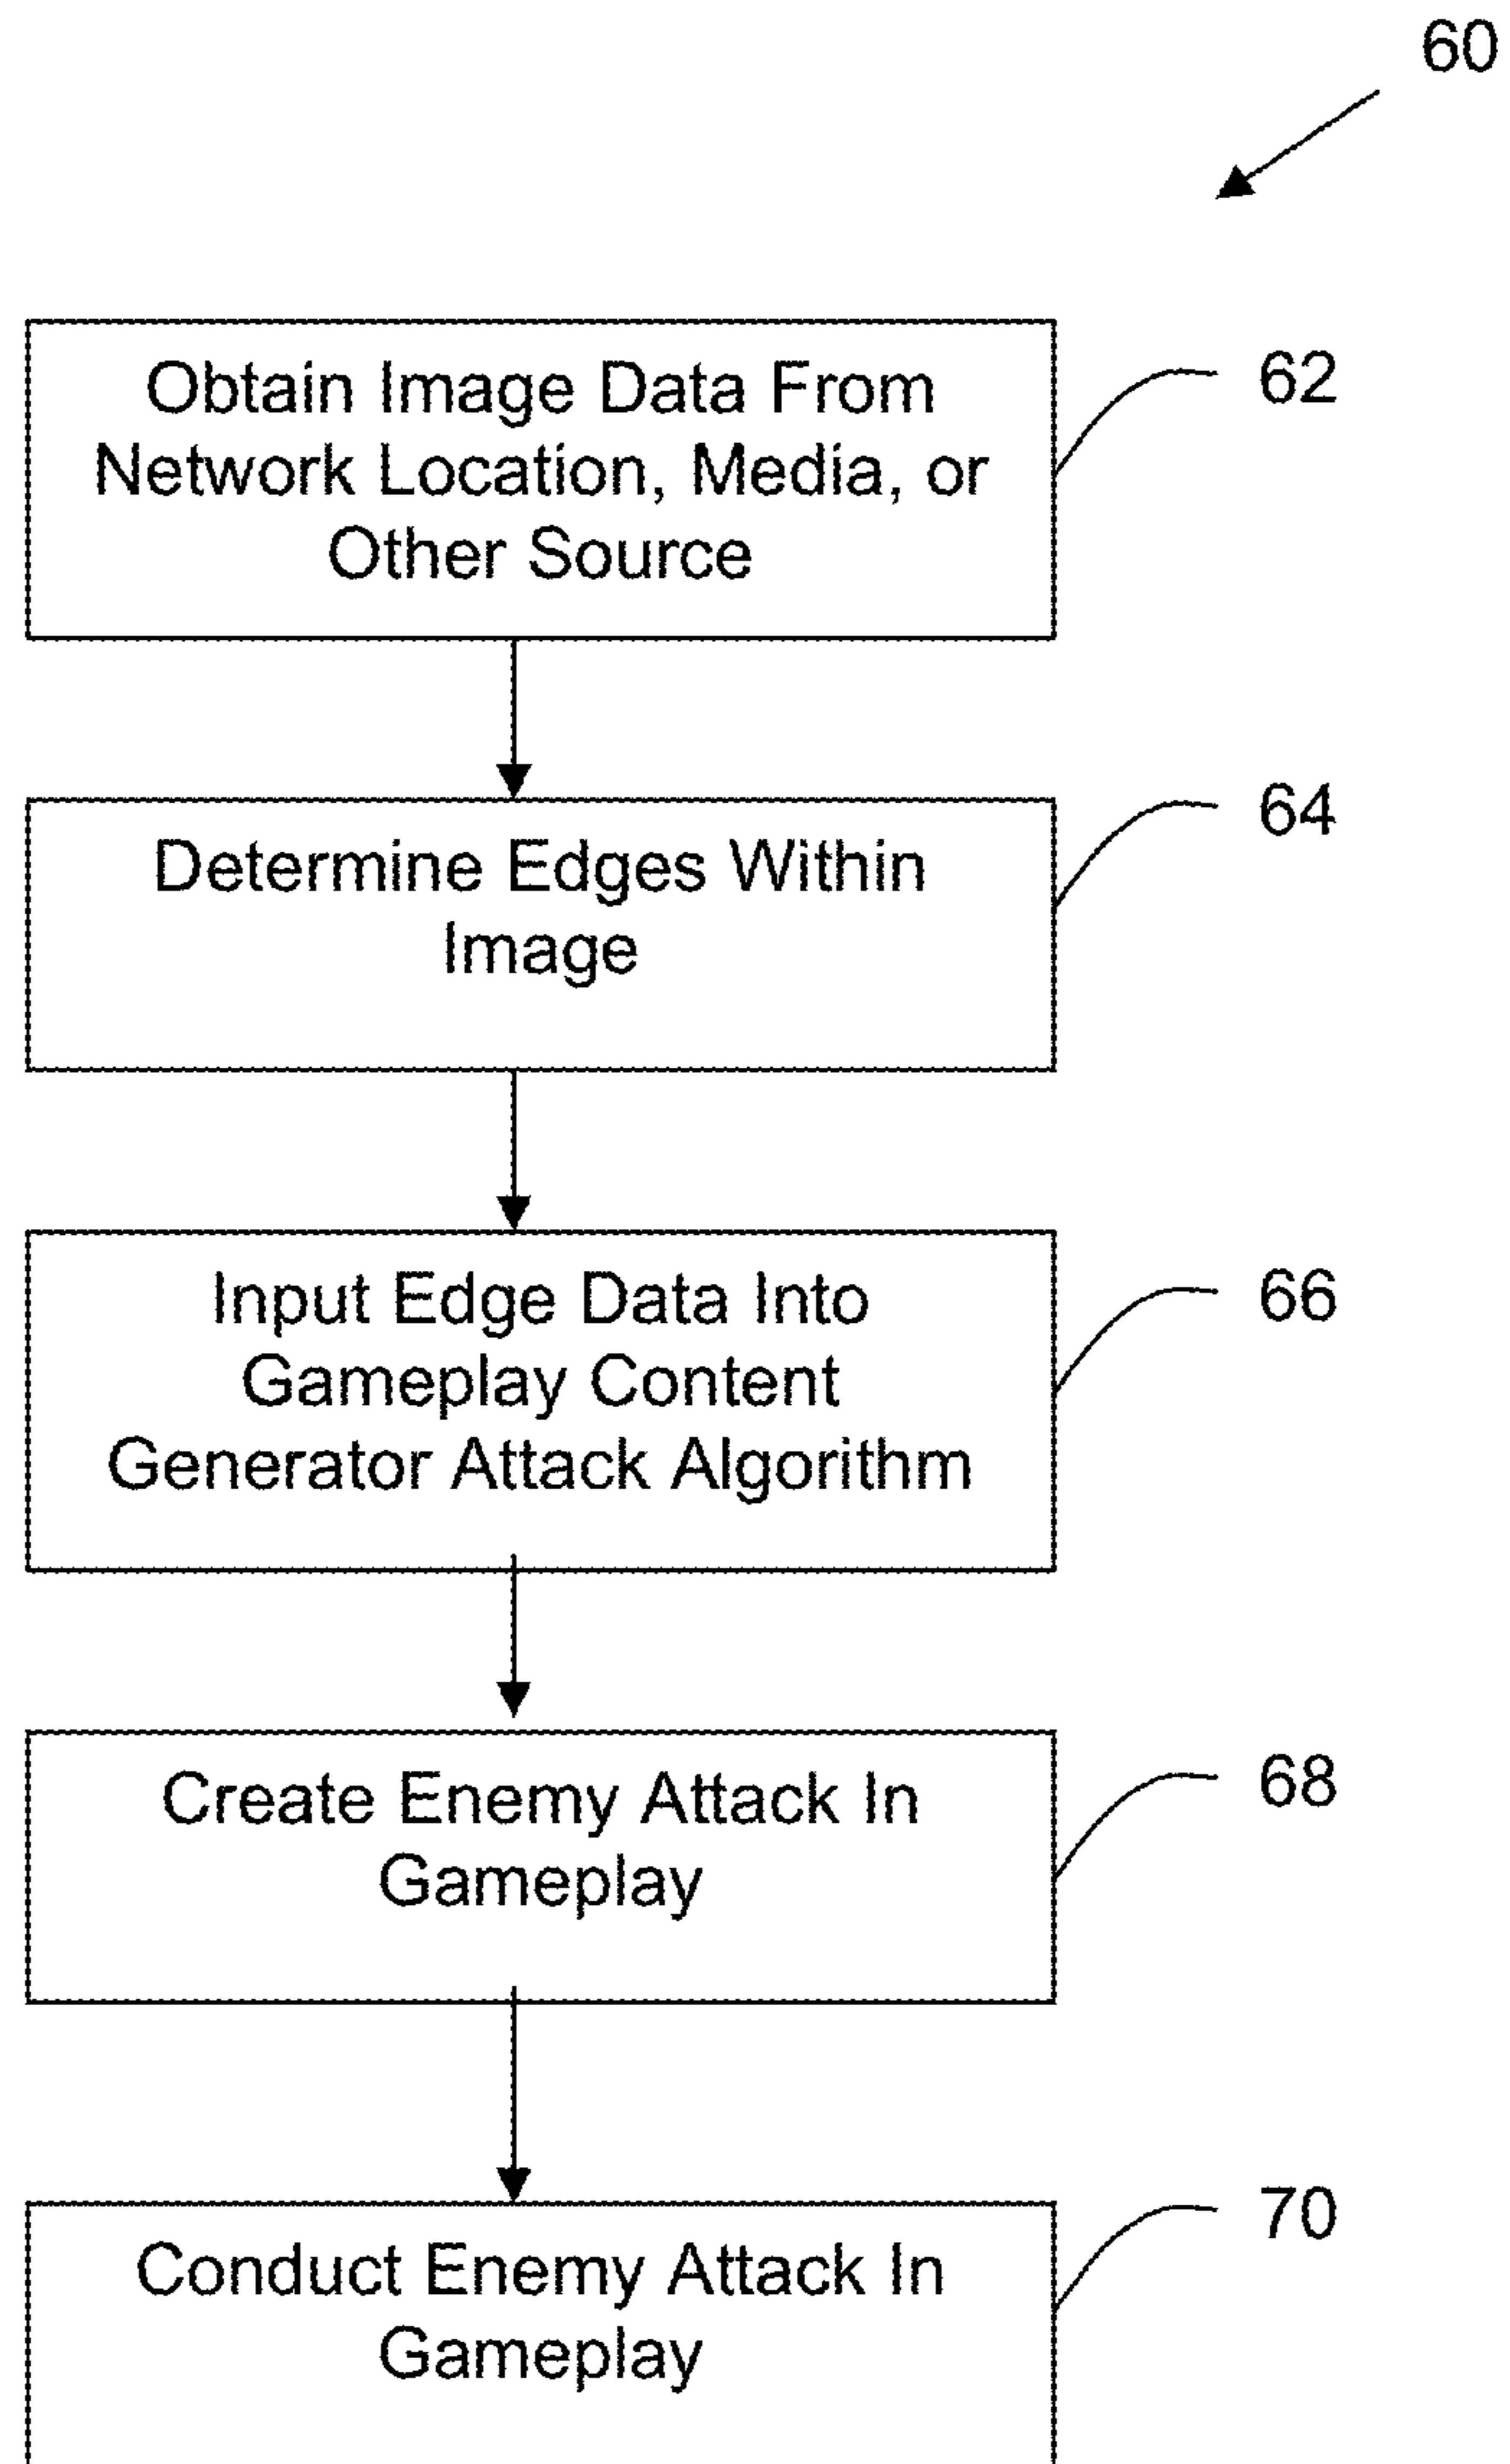 60
Obtain Image Data From
Network Location, Media, or
Other Source
62
Determine Edges Within
Image
64
Input Edge Data Into
Gameplay Content
Generator Attack Algorithm
66
Create Enemy Attack In
Gameplay
68
Conduct Enemy Attack In
Gameplay
70